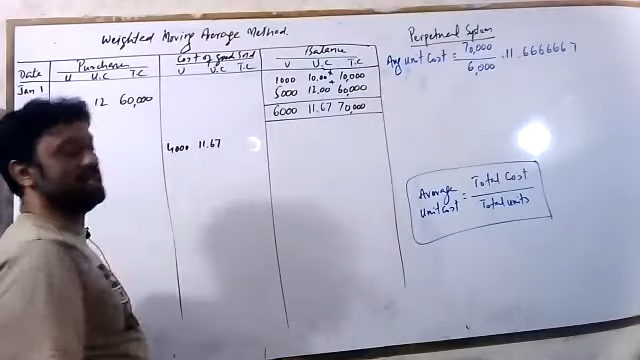 Weighted Moving Average Method.
Perpetual System
Date Purchases Cost of good Sold Balance
U U.C T.C U U.C T.C U U.C T.C
Jan 1 1000 10.00 10,000
12 60,000 5000 12.00 60,000
6000 11.67 70,000
4000 11.67
Avg Unit Cost = 70,000 / 6,000 = 11.6666667
Average Unit Cost = Total Cost / Total units